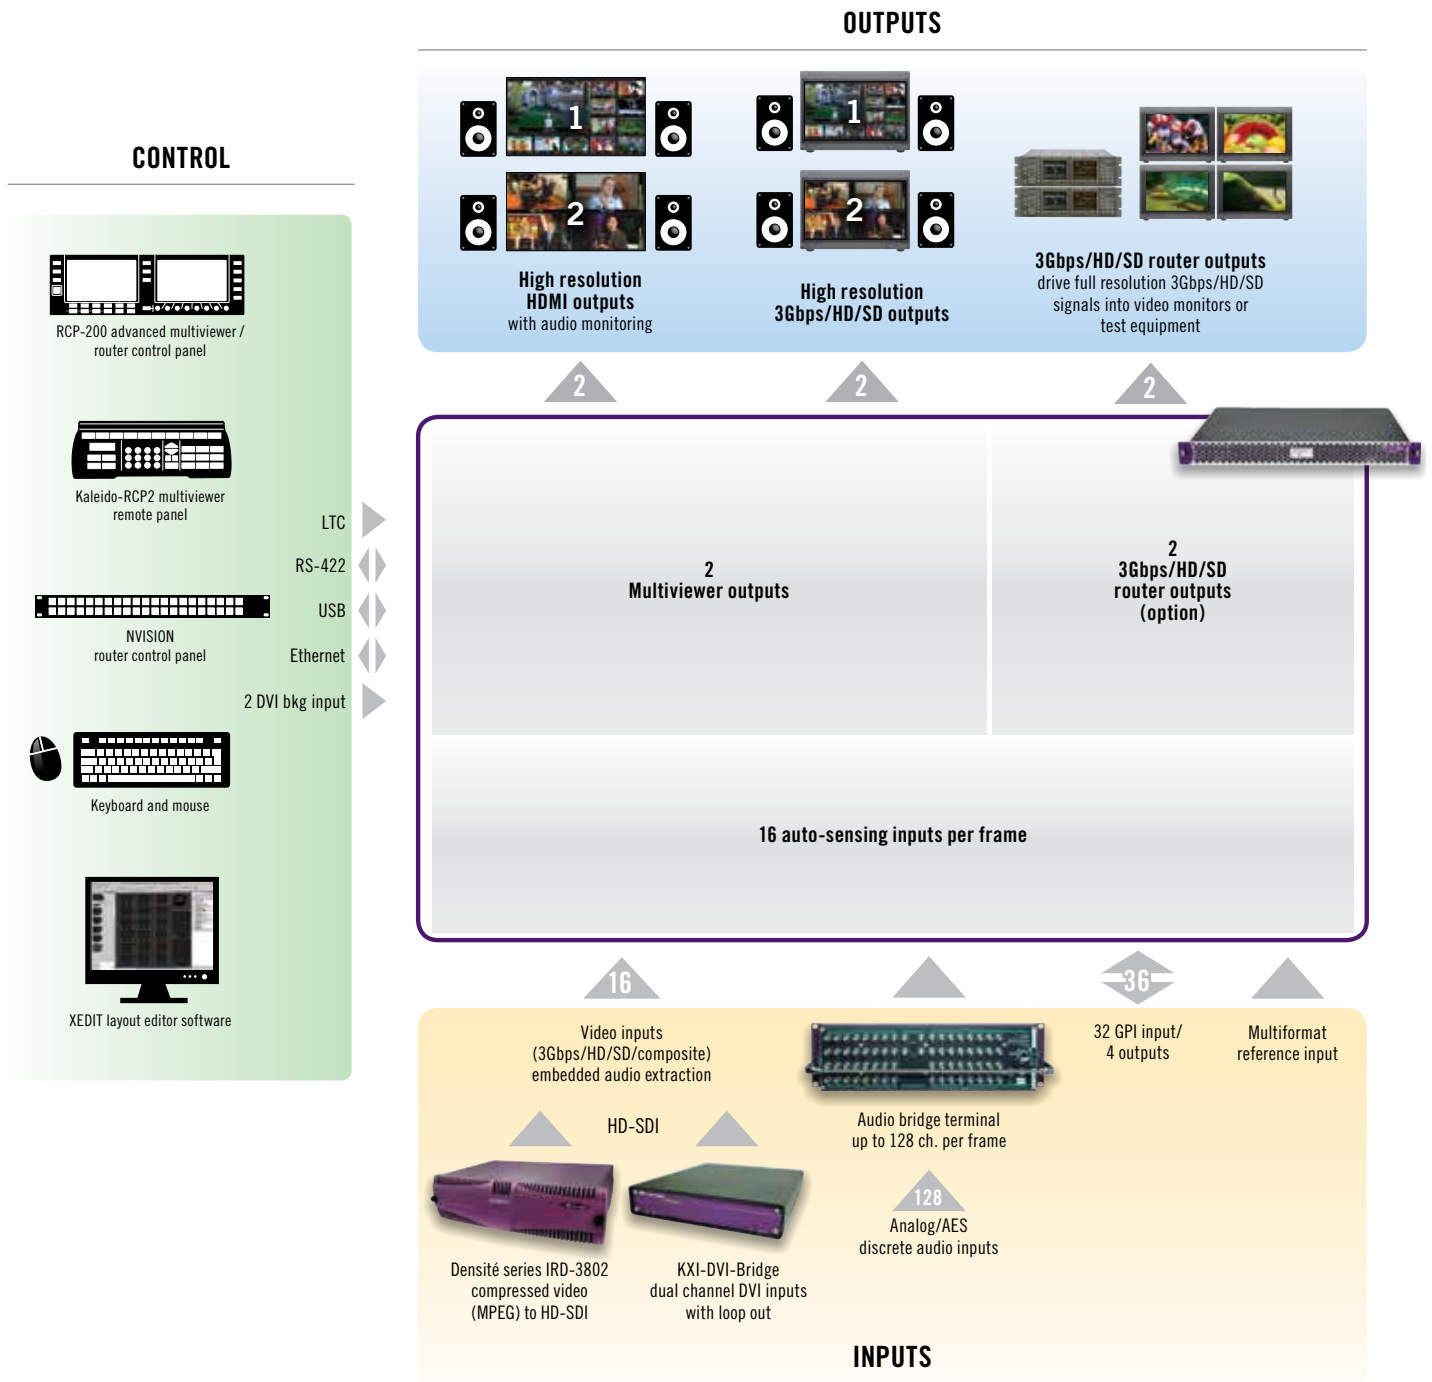 OUTPUTS
1
1
2
2
High resolution
HDMI outputs
with audio monitoring
High resolution
3Gbps/HD/SD outputs
3Gbps/HD/SD router outputs
drive full resolution 3Gbps/HD/SD
signals into video monitors or
test equipment
CONTROL
RCP-200 advanced multiviewer /
router control panel
Kaleido-RCP2 multiviewer
remote panel
LTC
RS-422
NVISION
router control panel
USB
Ethernet
2 DVI bkg input
Keyboard and mouse
XEDIT layout editor software
2
2
2
2
Multiviewer outputs
2
3Gbps/HD/SD
router outputs
(option)
16 auto-sensing inputs per frame
16
36
Video inputs
(3Gbps/HD/SD/composite)
embedded audio extraction
HD-SDI
Audio bridge terminal
up to 128 ch. per frame
32 GPI input/
4 outputs
Multiformat
reference input
128
Analog/AES
discrete audio inputs
Densité series IRD-3802
compressed video
(MPEG) to HD-SDI
KXI-DVI-Bridge
dual channel DVI inputs
with loop out
INPUTS